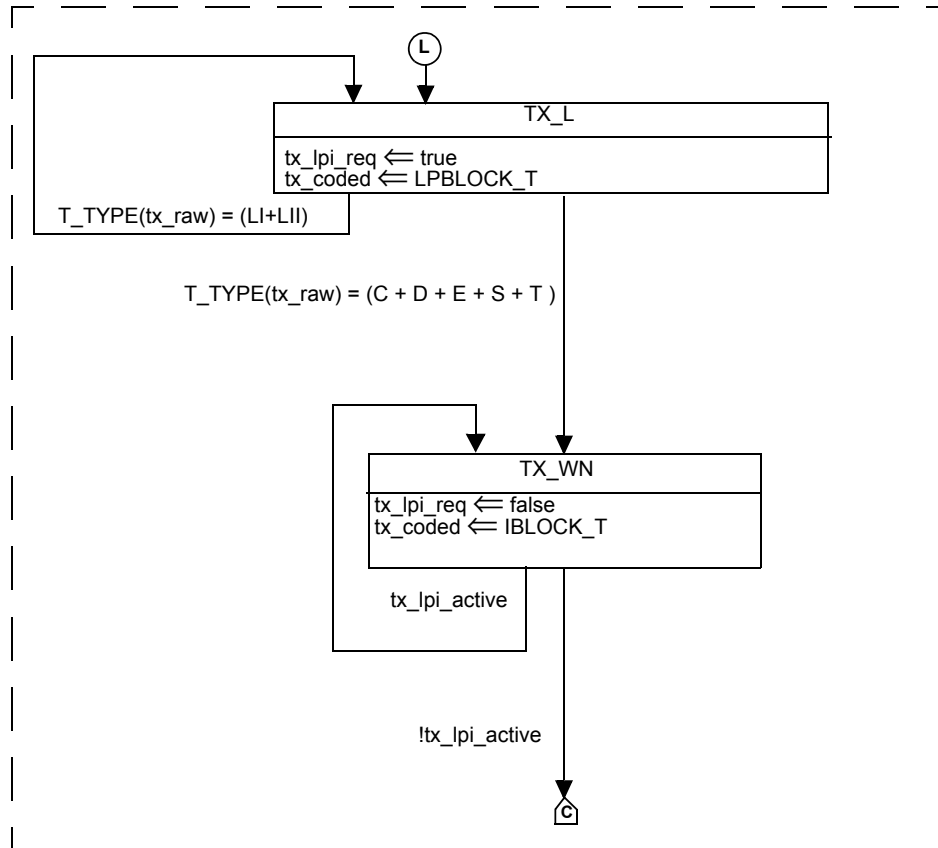 L
TX_L
tx_lpi_req ⇐ true
tx_coded ⇐ LPBLOCK_T
T_TYPE(tx_raw) = (LI+LII)
T_TYPE(tx_raw) = (C + D + E + S + T )
TX_WN
tx_lpi_req ⇐ false
tx_coded ⇐ IBLOCK_T
tx_lpi_active
!tx_lpi_active
C